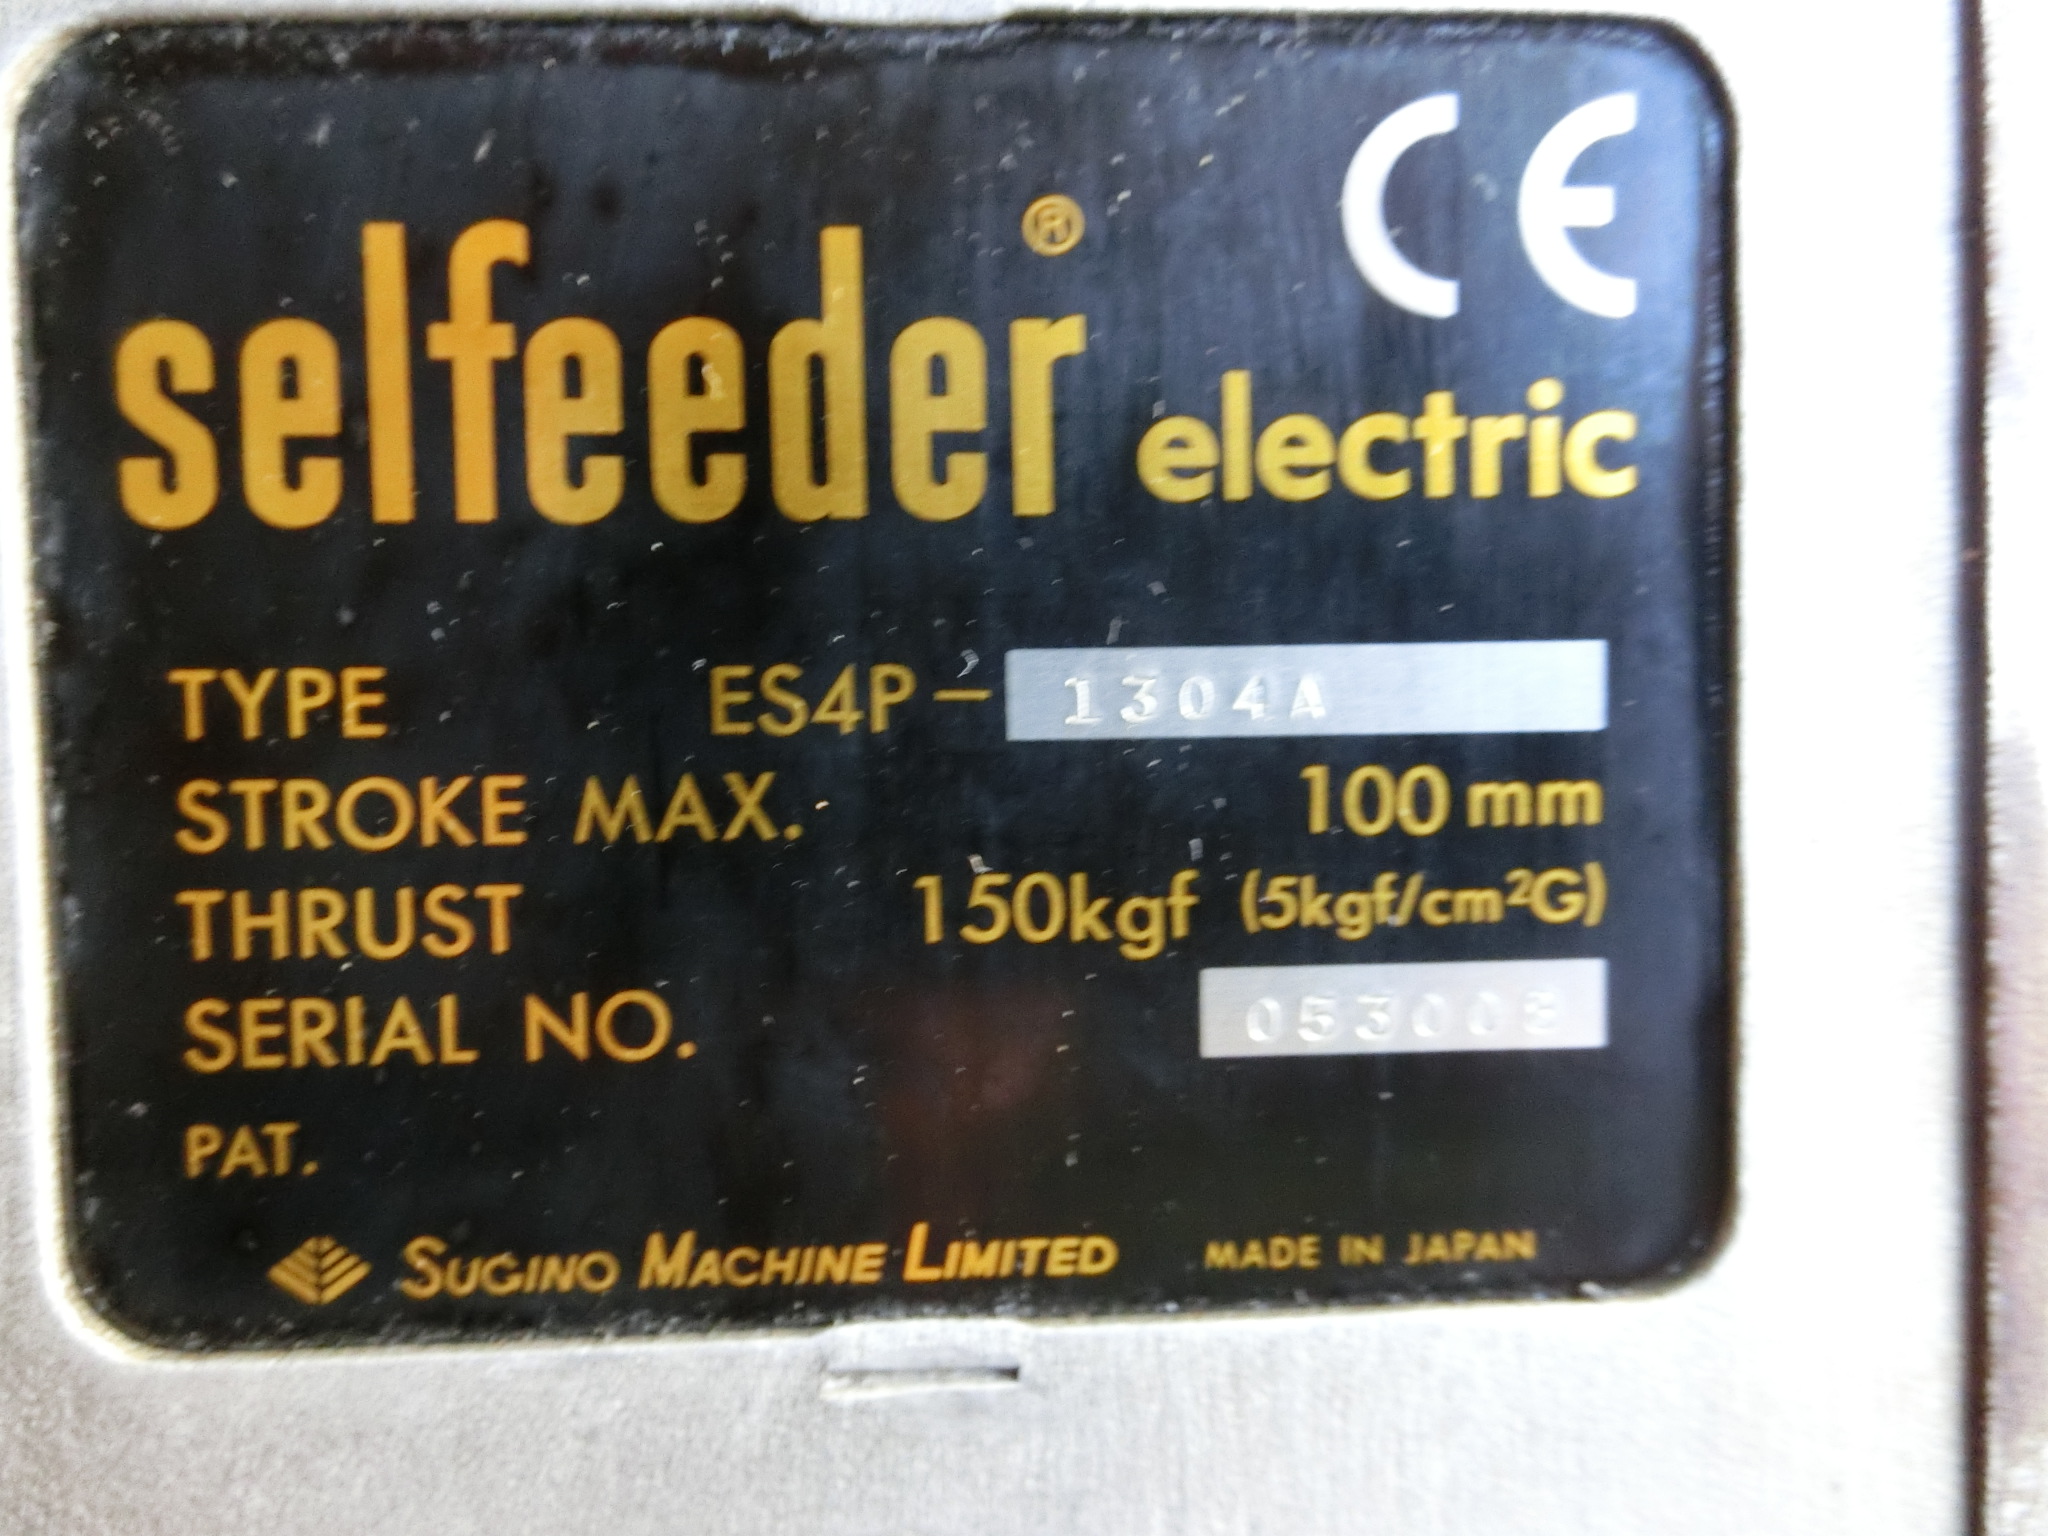 CE
selfeeder® electric
TYPE ES4P-1304A
STROKE MAX. 100 mm
THRUST 150kgf (5kgf/cm²G)
SERIAL NO.
PAT.
SUGINO MACHINE LIMITED MADE IN JAPAN